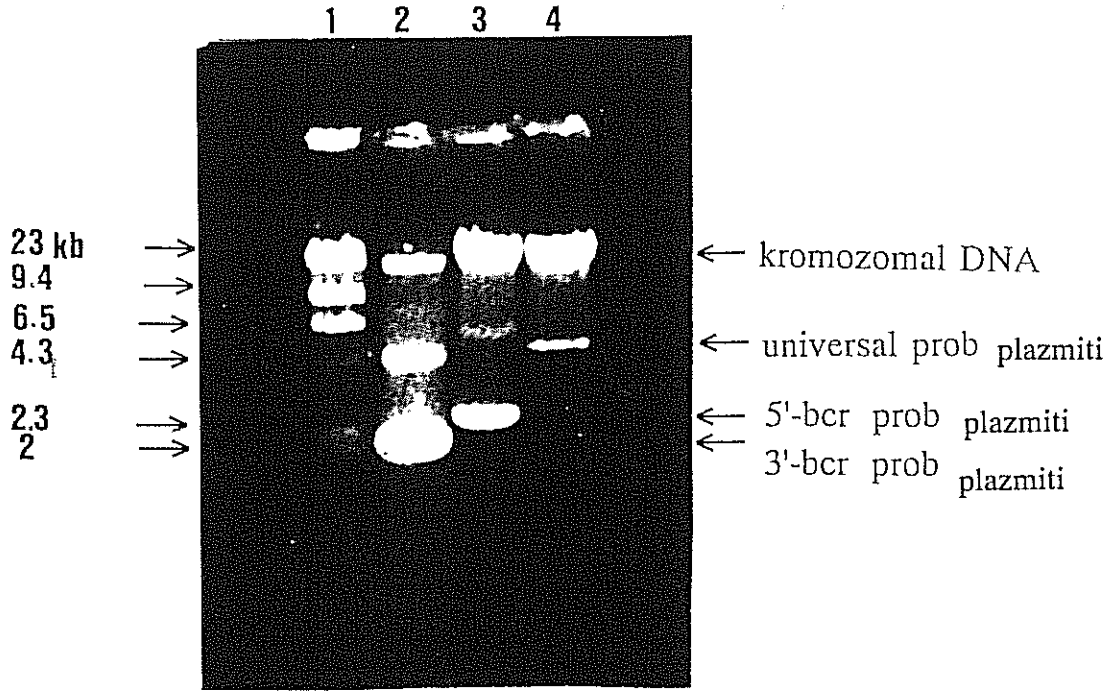 1 2 3 4
23 kb
9.4
6.5
4.3
2.3
2
kromozomal DNA
universal prob plazmiti
5'-bcr prob plazmiti
3'-bcr prob plazmiti